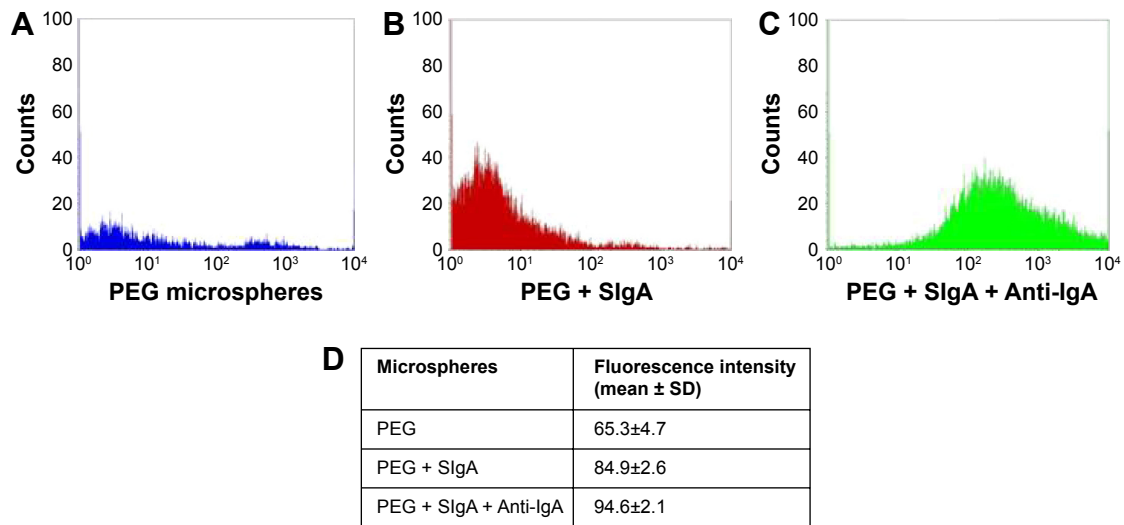 A
100
80
60
40
20
0
Counts
10⁰ 10¹ 10² 10³ 10⁴
PEG microspheres
B
100
80
60
40
20
0
Counts
10⁰ 10¹ 10² 10³ 10⁴
PEG + SIgA
C
100
80
60
40
20
0
Counts
10⁰ 10¹ 10² 10³ 10⁴
PEG + SIgA + Anti-IgA
D
Microspheres
Fluorescence intensity
(mean ± SD)
PEG 65.3±4.7
PEG + SIgA 84.9±2.6
PEG + SIgA + Anti-IgA 94.6±2.1